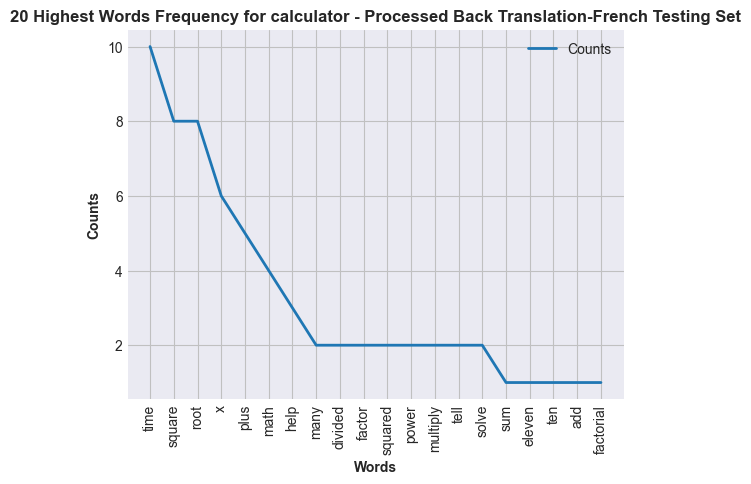 20 Highest Words Frequency for calculator - Processed Back Translation-French Testing Set
Counts
10
8
6
4
2
Counts
time
square
root
x
plus
math
help
many
divided
factor
squared
power
multiply
tell
solve
sum
eleven
ten
add
factorial
Words